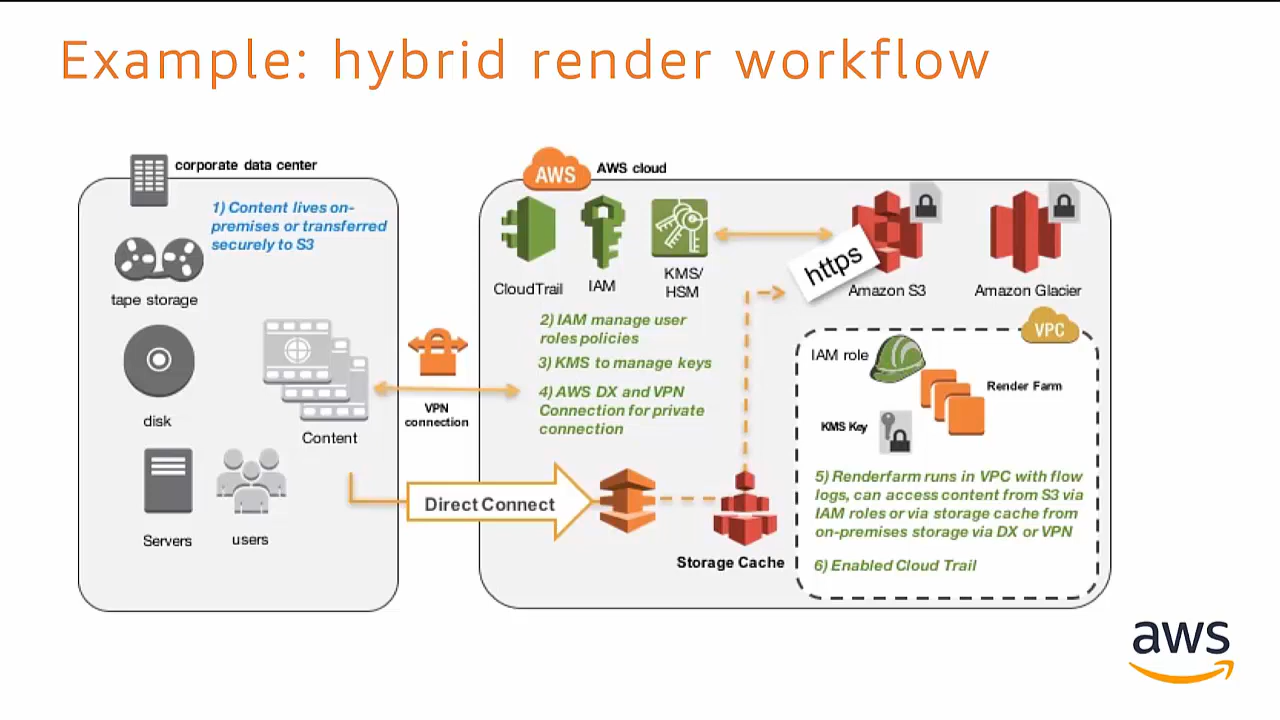 Example: hybrid render workflow
corporate data center
1) Content lives on-
premises or transferred
securely to S3
tape storage
disk
Content
Servers
users
VPN
connection
Direct Connect
AWS
AWS cloud
CloudTrail
IAM
KMS/
HSM
https
Amazon S3
Amazon Glacier
2) IAM manage user
roles policies
3) KMS to manage keys
4) AWS DX and VPN
Connection for private
connection
Storage Cache
VPC
IAM role
Render Farm
KMS Key
5) Renderfarm runs in VPC with flow
logs, can access content from S3 via
IAM roles or via storage cache from
on-premises storage via DX or VPN
6) Enabled Cloud Trail
aws